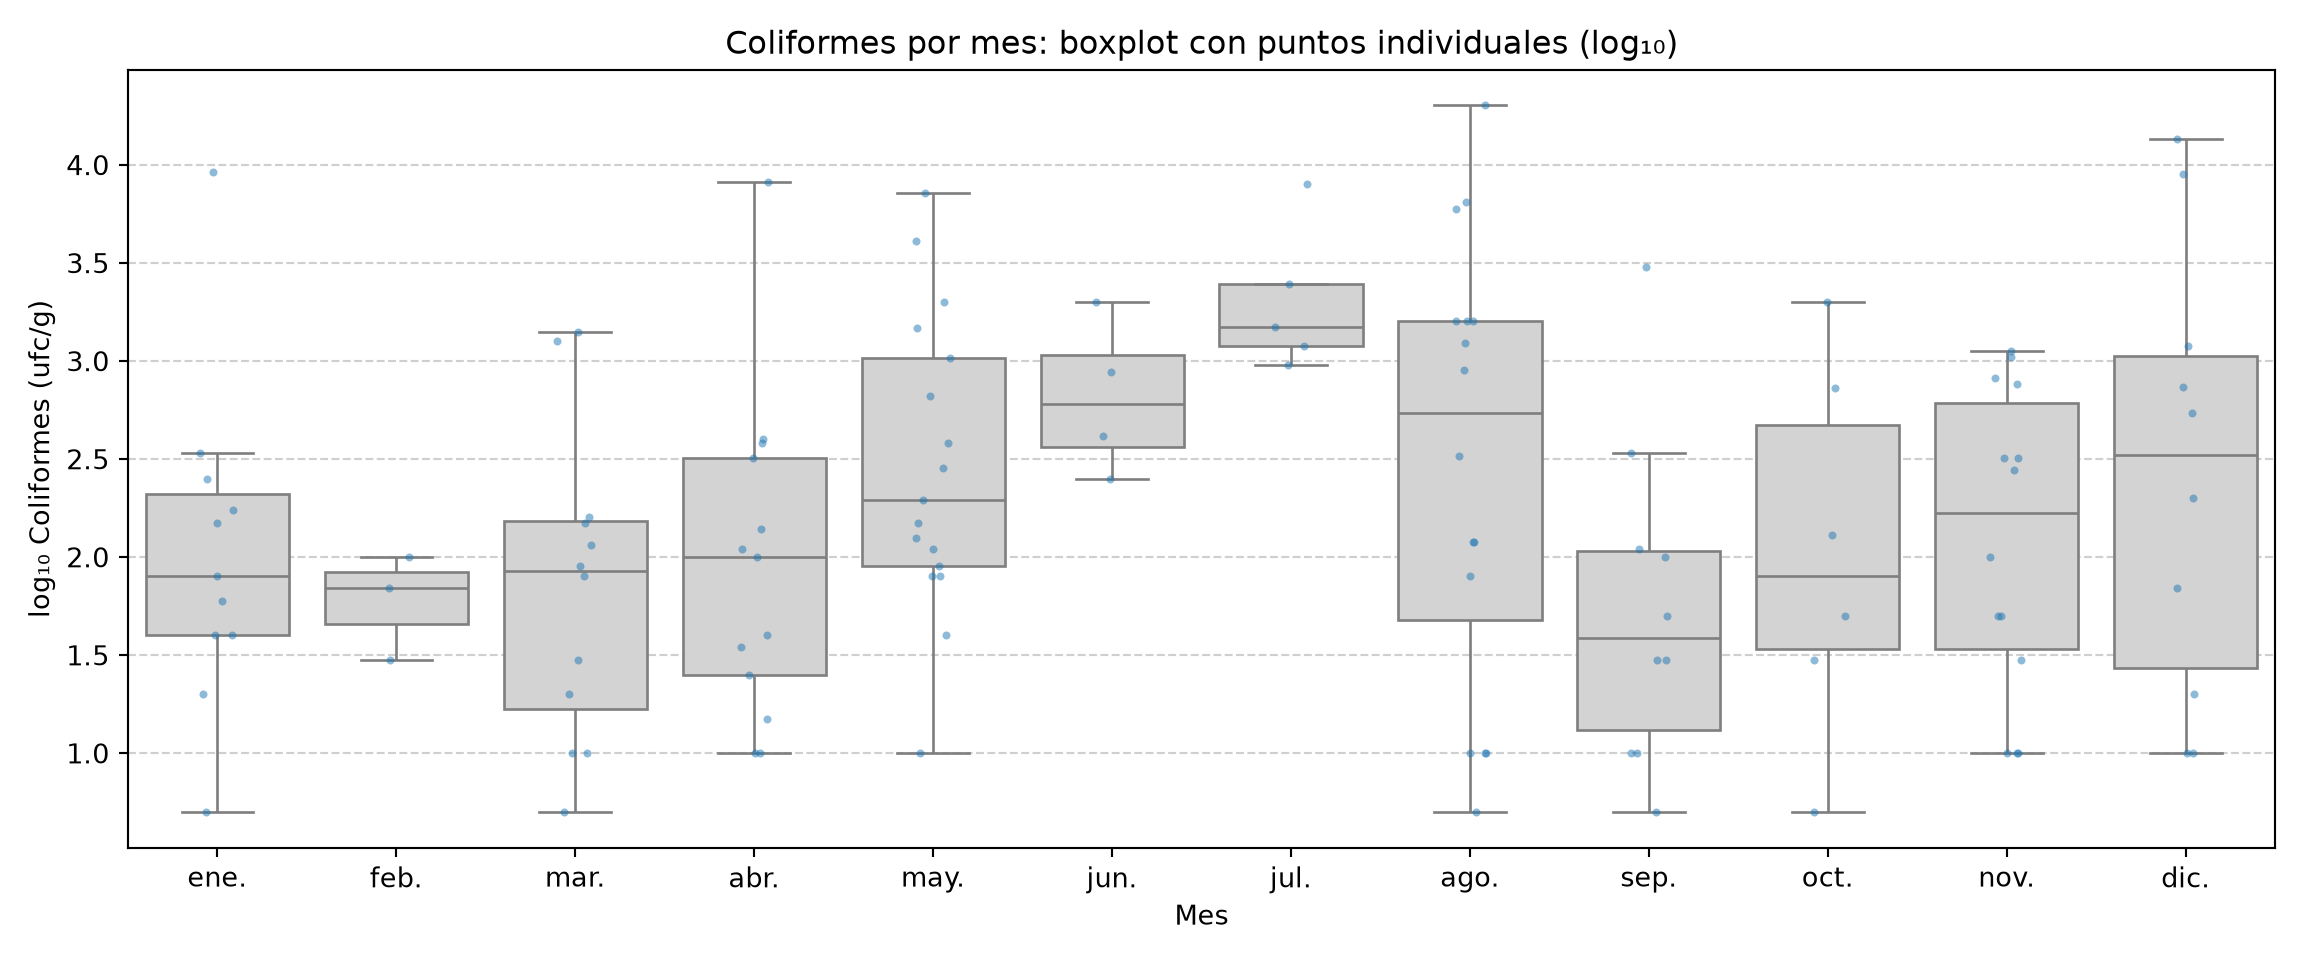 Coliformes por mes: boxplot con puntos individuales (log₁₀)
log₁₀ Coliformes (ufc/g)
4.0
3.5
3.0
2.5
2.0
1.5
1.0
ene. feb. mar. abr. may. jun. jul. ago. sep. oct. nov. dic.
Mes